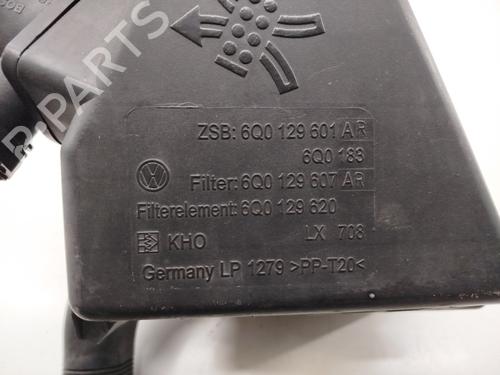 ZSB: 6Q0 129 601 AR
6Q0 183
Filter: 6Q0 129 607 AR
Filterelement: 6Q0 129 620
KHO LX 708
Germany LP 1279 >PP-T20<